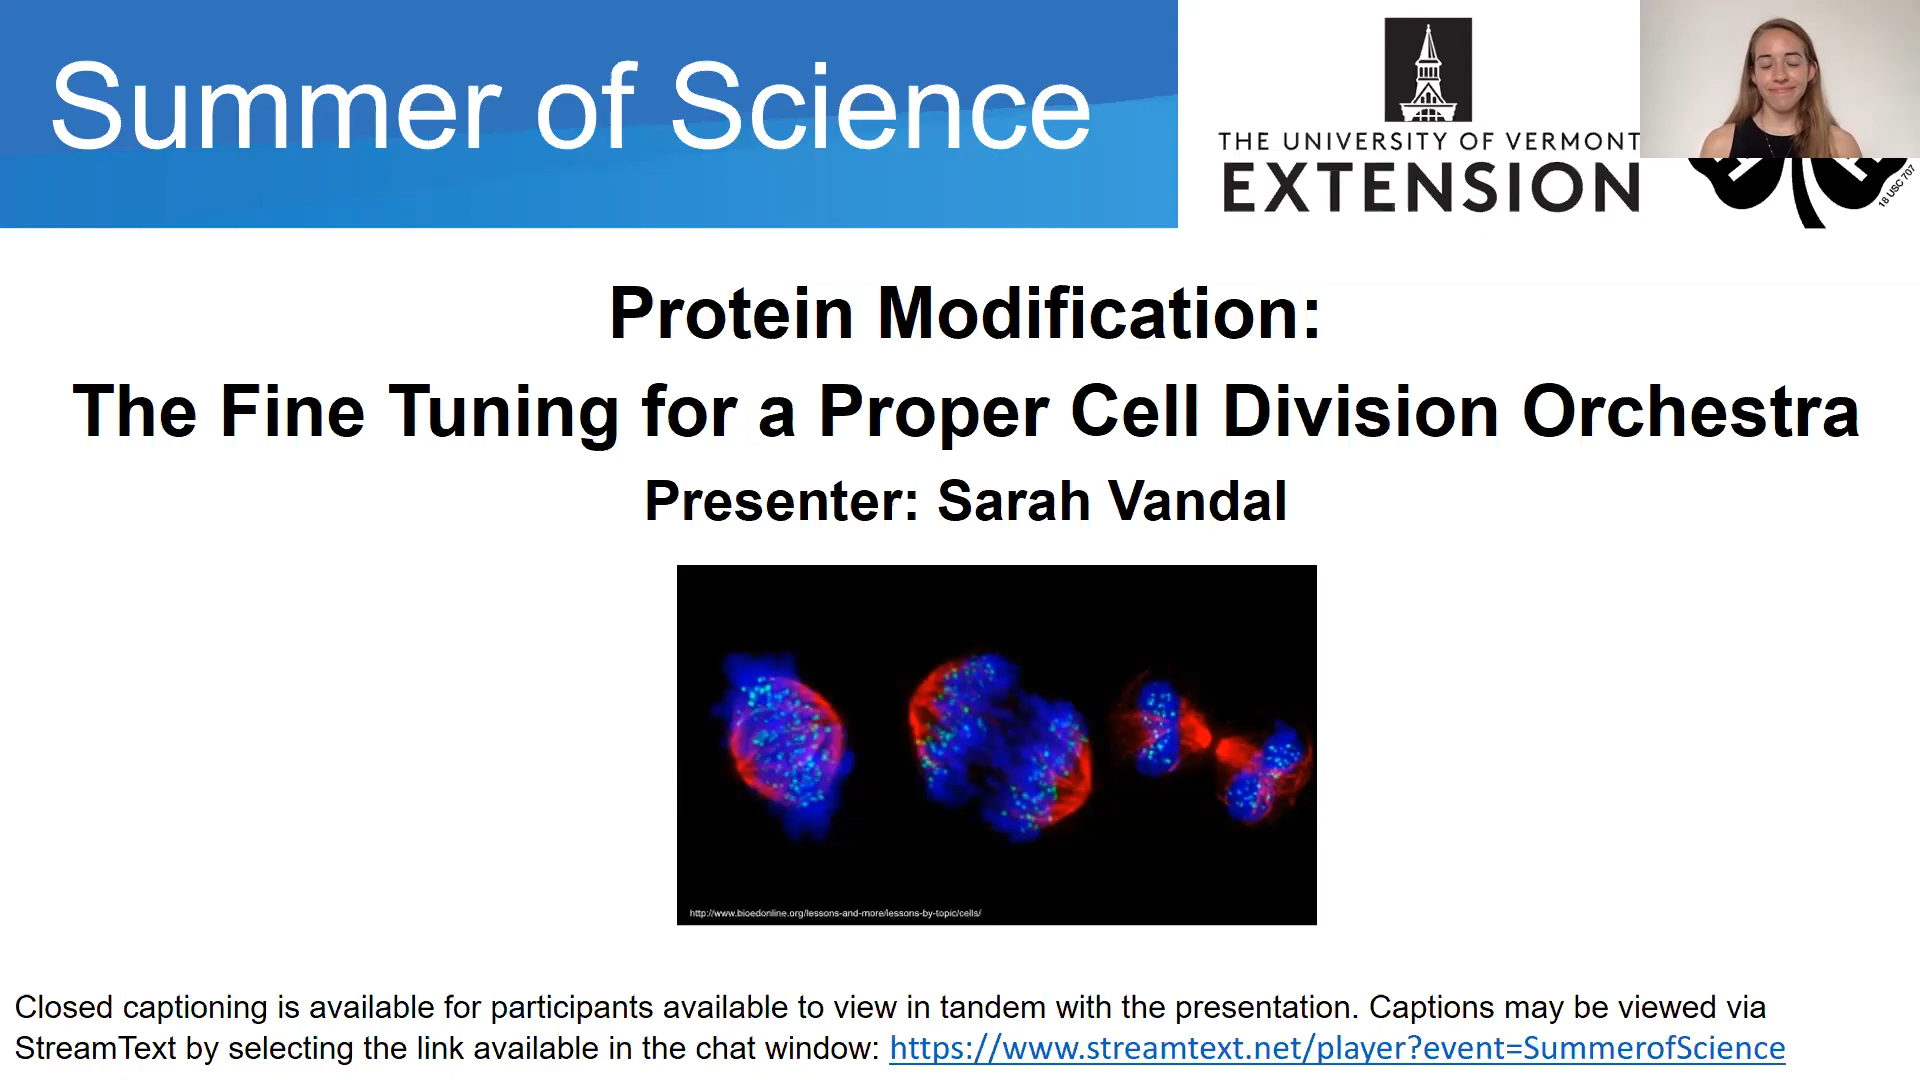 Summer of Science
THE UNIVERSITY OF VERMONT
EXTENSION
18 USC 707
Protein Modification:
The Fine Tuning for a Proper Cell Division Orchestra
Presenter: Sarah Vandal
http://www.bioedonline.org/lessons-and-more/lessons-by-topic/cells/
Closed captioning is available for participants available to view in tandem with the presentation. Captions may be viewed via
StreamText by selecting the link available in the chat window: https://www.streamtext.net/player?event=SummerofScience